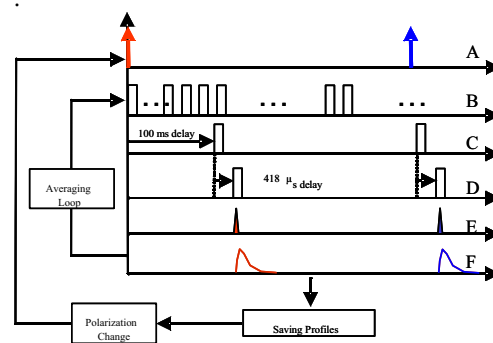 A
B
100 ms delay
C
Averaging
Loop
418 μs delay
D
E
F
Polarization
Change
Saving Profiles